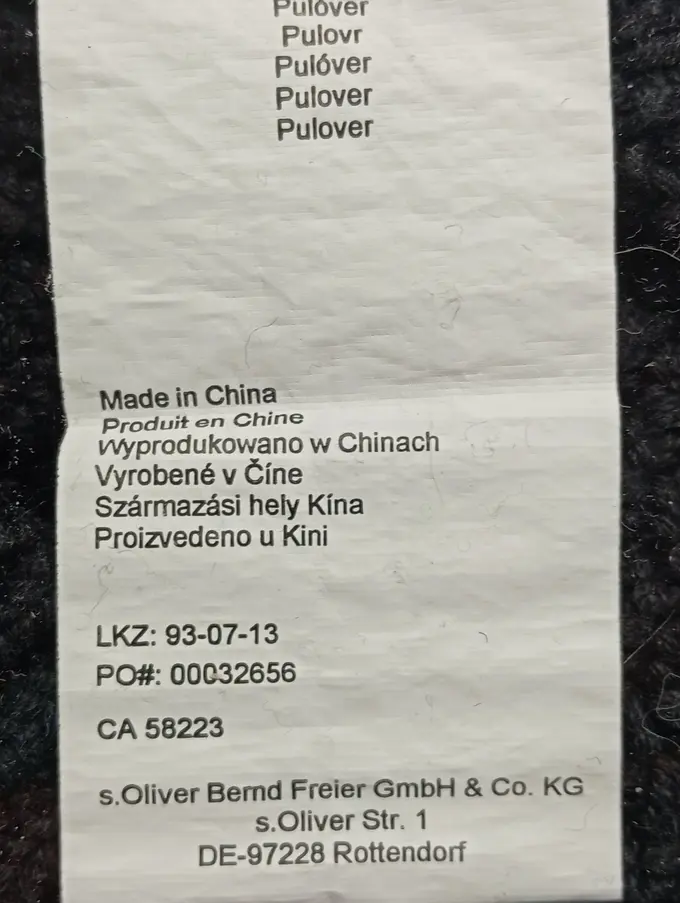 Pulover
Pulovr
Pulóver
Pulover
Pulover
Made in China
Produit en Chine
Wyprodukowano w Chinach
Vyrobené v Číne
Származási hely Kína
Proizvedeno u Kini
LKZ: 93-07-13
PO#: 00032656
CA 58223
s.Oliver Bernd Freier GmbH & Co. KG
s.Oliver Str. 1
DE-97228 Rottendorf